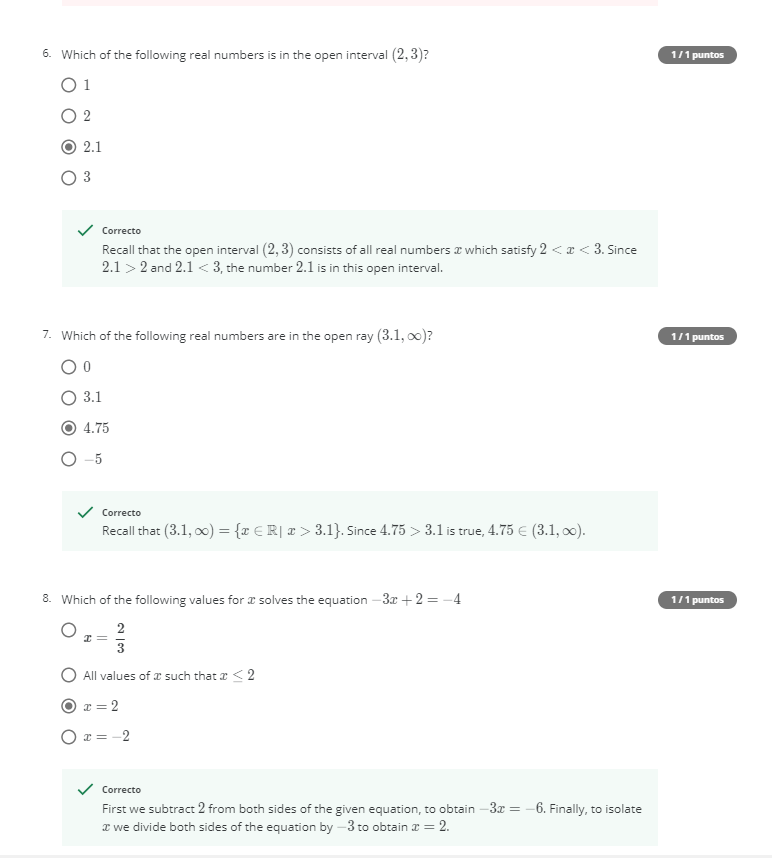 6. Which of the following real numbers is in the open interval (2, 3)?
1 / 1 puntos
1
2
2.1
3
Correcto
Recall that the open interval (2, 3) consists of all real numbers x which satisfy 2 < x < 3. Since
2.1 > 2 and 2.1 < 3, the number 2.1 is in this open interval.
7. Which of the following real numbers are in the open ray (3.1, ∞)?
1 / 1 puntos
0
3.1
4.75
−5
Correcto
Recall that (3.1, ∞) = {x ∈ ℝ| x > 3.1}. Since 4.75 > 3.1 is true, 4.75 ∈ (3.1, ∞).
8. Which of the following values for x solves the equation −3x + 2 = −4
1 / 1 puntos
x = 2/3
All values of x such that x ≤ 2
x = 2
x = −2
Correcto
First we subtract 2 from both sides of the given equation, to obtain −3x = −6. Finally, to isolate
x we divide both sides of the equation by −3 to obtain x = 2.